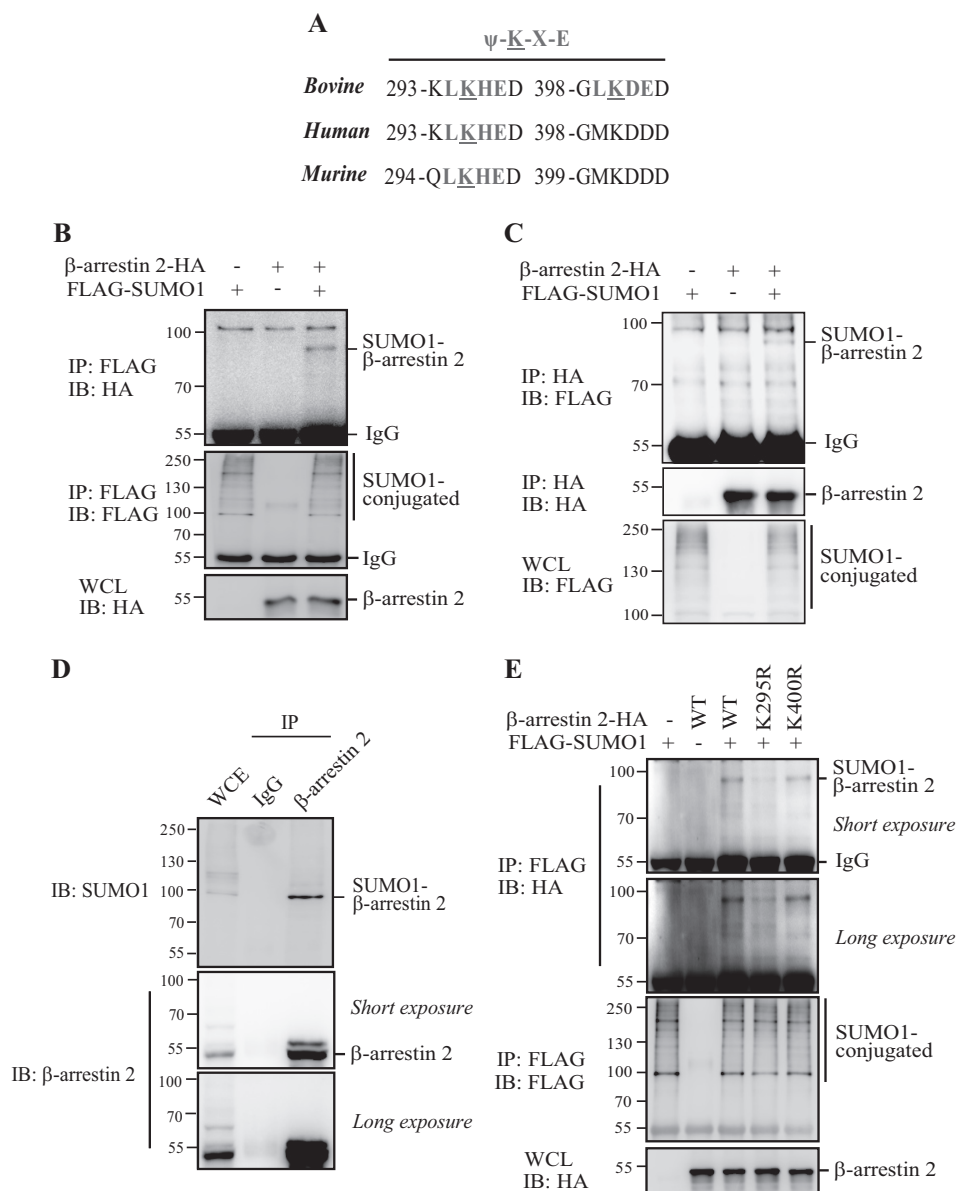 A
ψ-K-X-E
Bovine 293-KLKHED 398-GLKDED
Human 293-KLKHED 398-GMKDDD
Murine 294-QLKHED 399-GMKDDD
B
β-arrestin 2-HA - + +
FLAG-SUMO1 + - +
100
70
55
IP: FLAG
IB: HA
SUMO1-
β-arrestin 2
IgG
250
130
100
70
55
IP: FLAG
IB: FLAG
SUMO1-
conjugated
IgG
WCL
IB: HA
55
β-arrestin 2
C
β-arrestin 2-HA - + +
FLAG-SUMO1 + - +
100
70
55
IP: HA
IB: FLAG
SUMO1-
β-arrestin 2
IgG
IP: HA
IB: HA
55
β-arrestin 2
WCL
IB: FLAG
250
130
100
SUMO1-
conjugated
D
IP
WCE IgG β-arrestin 2
250
130
100
70
55
IB: SUMO1
SUMO1-
β-arrestin 2
IB: β-arrestin 2
100
70
55
Short exposure
β-arrestin 2
100
70
55
Long exposure
E
β-arrestin 2-HA - WT WT K295R K400R
FLAG-SUMO1 + - + + +
IP: FLAG
IB: HA
100
70
55
SUMO1-
β-arrestin 2
Short exposure
IgG
100
70
55
Long exposure
IP: FLAG
IB: FLAG
250
130
100
70
55
SUMO1-
conjugated
WCL
IB: HA
55
β-arrestin 2